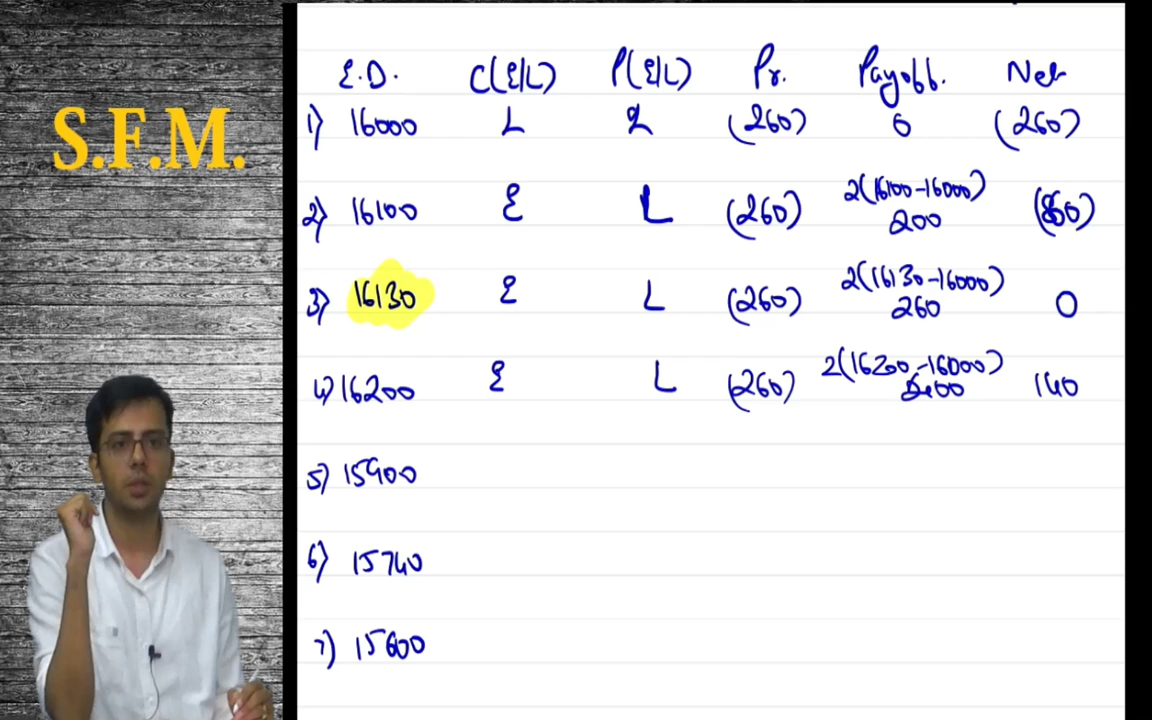 S.F.M.
E.D. C(E/L) P(E/L) Pr. Payoff. Net
1) 16000 L L (260) 0 (260)
2) 16100 E L (260) 2(16100-16000) 200 (60)
3) 16130 E L (260) 2(16130-16000) 260 0
4) 16200 E L (260) 2(16200-16000) 400 140
5) 15900
6) 15740
7) 15600